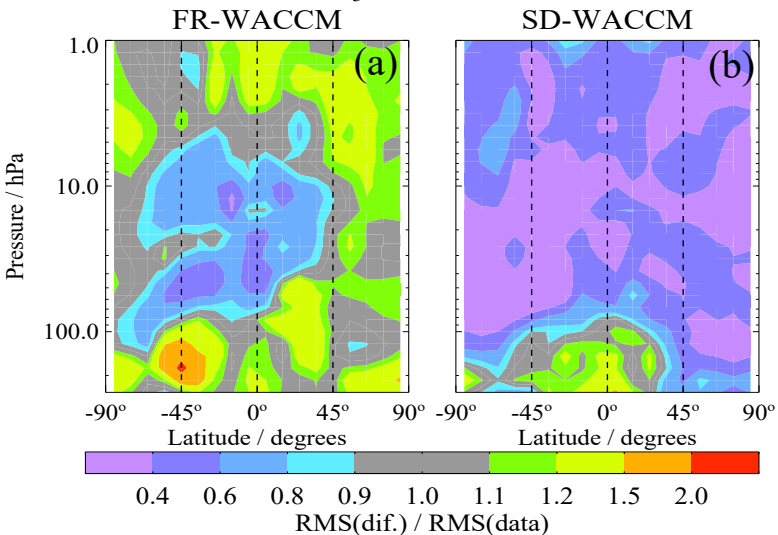 FR-WACCM
SD-WACCM
(a)
(b)
Pressure / hPa
1.0
10.0
100.0
-90° -45° 0° 45° 90°
-45° 0° 45° 90°
Latitude / degrees
Latitude / degrees
0.4 0.6 0.8 0.9 1.0 1.1 1.2 1.5 2.0
RMS(dif.) / RMS(data)